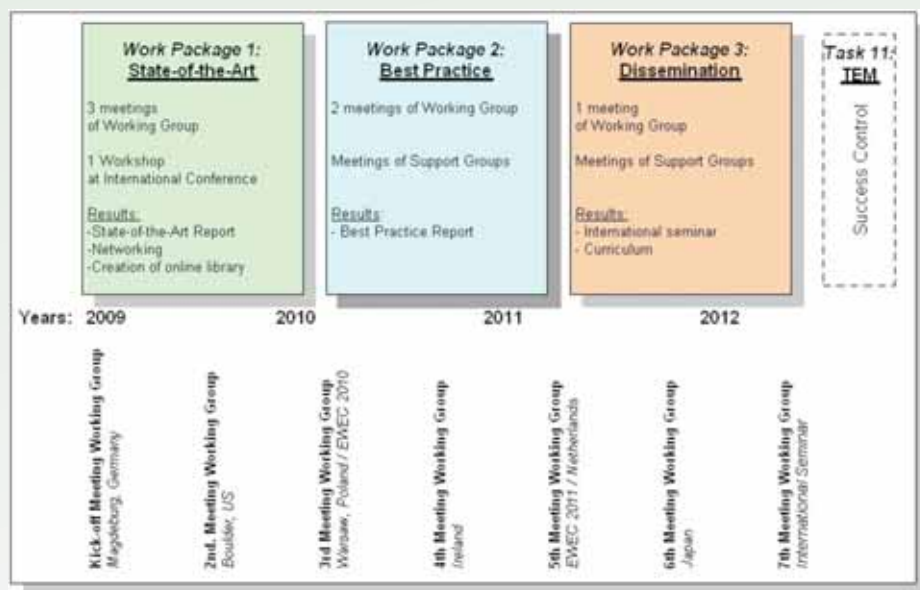 Work Package 1:
State-of-the-Art
3 meetings
of Working Group
1 Workshop
at International Conference
Results:
-State-of-the-Art Report
-Networking
-Creation of online library
Work Package 2:
Best Practice
2 meetings of Working Group
Meetings of Support Groups
Results:
- Best Practice Report
Work Package 3:
Dissemination
1 meeting
of Working Group
Meetings of Support Groups
Results:
- International seminar
- Curriculum
Task 11:
TEM
Success Control
Years: 2009 2010 2011 2012
Kick-off Meeting Working Group
Magdeburg, Germany
2nd. Meeting Working Group
Boulder, US
3rd Meeting Working Group
Warsaw, Poland / EWEC 2010
4th Meeting Working Group
Ireland
5th Meeting Working Group
EWEC 2011 / Netherlands
6th Meeting Working Group
Japan
7th Meeting Working Group
International Seminar